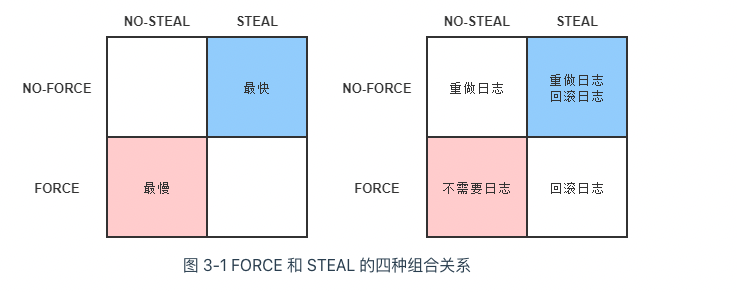 NO-STEAL STEAL NO-STEAL STEAL
NO-FORCE 最快 NO-FORCE 重做日志 重做日志
回滚日志
FORCE 最慢 FORCE 不需要日志 回滚日志
图 3-1 FORCE 和 STEAL 的四种组合关系